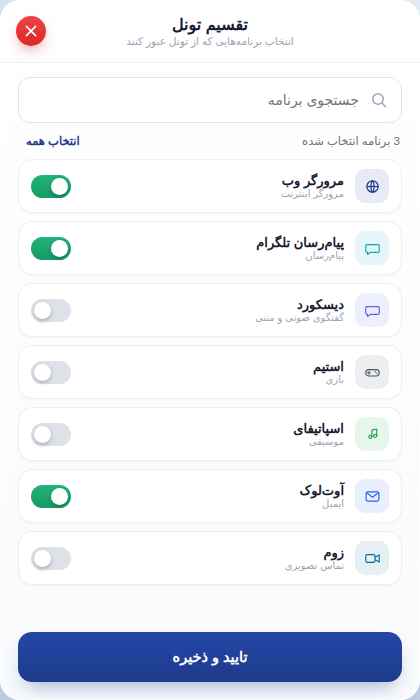 تقسیم تونل
انتخاب برنامه‌هایی که از تونل عبور کنند
جستجوی برنامه
3 برنامه انتخاب شده
انتخاب همه
مرورگر وب
مرورگر اینترنت
پیام‌رسان تلگرام
پیام‌رسان
دیسکورد
گفتگوی صوتی و متنی
استیم
بازی
اسپاتیفای
موسیقی
آوت‌لوک
ایمیل
زوم
تماس تصویری
تایید و ذخیره